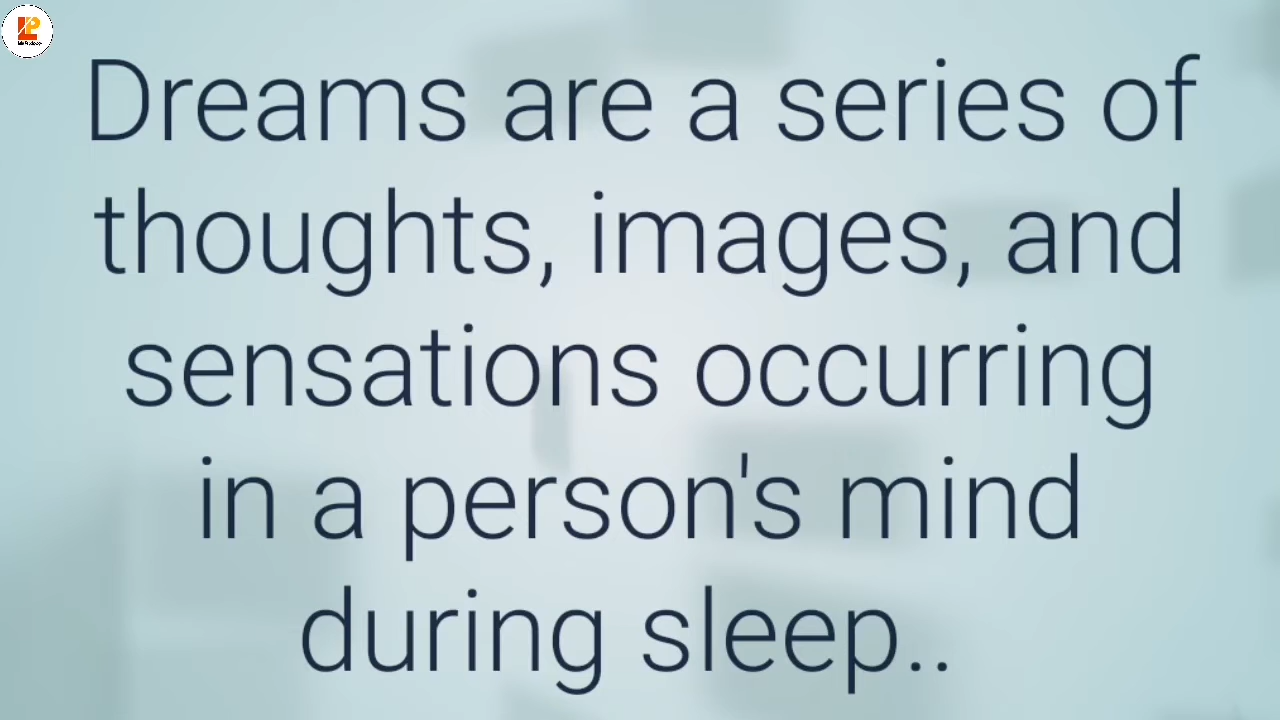 Dreams are a series of
thoughts, images, and
sensations occurring
in a person's mind
during sleep..